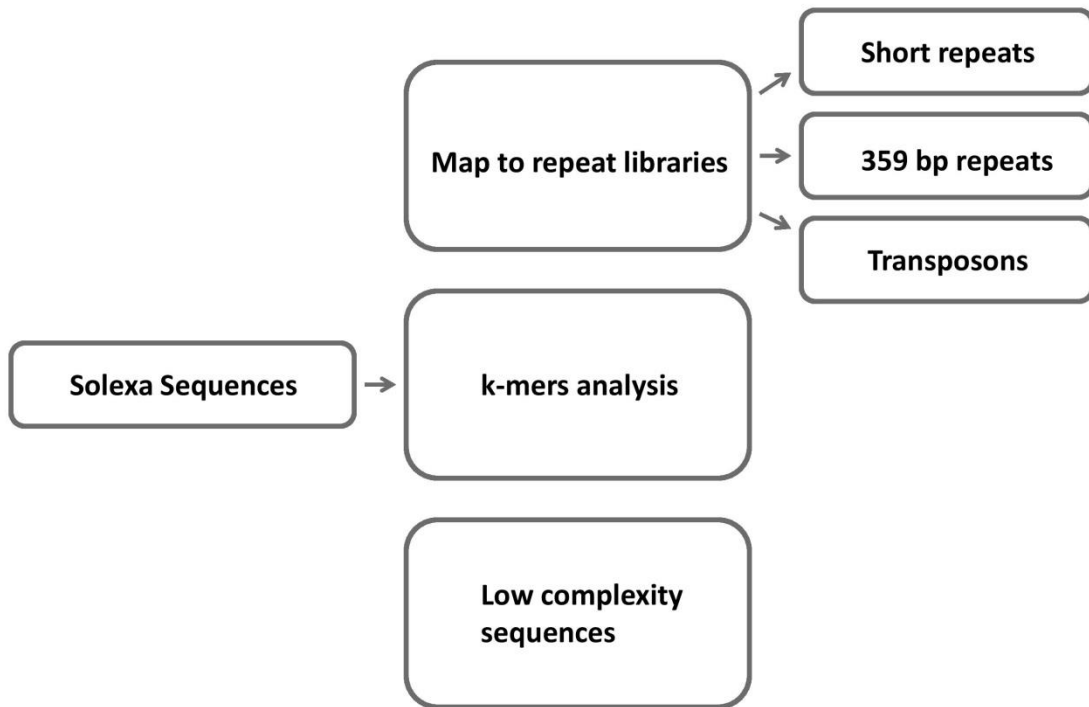 Short repeats
Map to repeat libraries
359 bp repeats
Transposons
Solexa Sequences
k-mers analysis
Low complexity
sequences